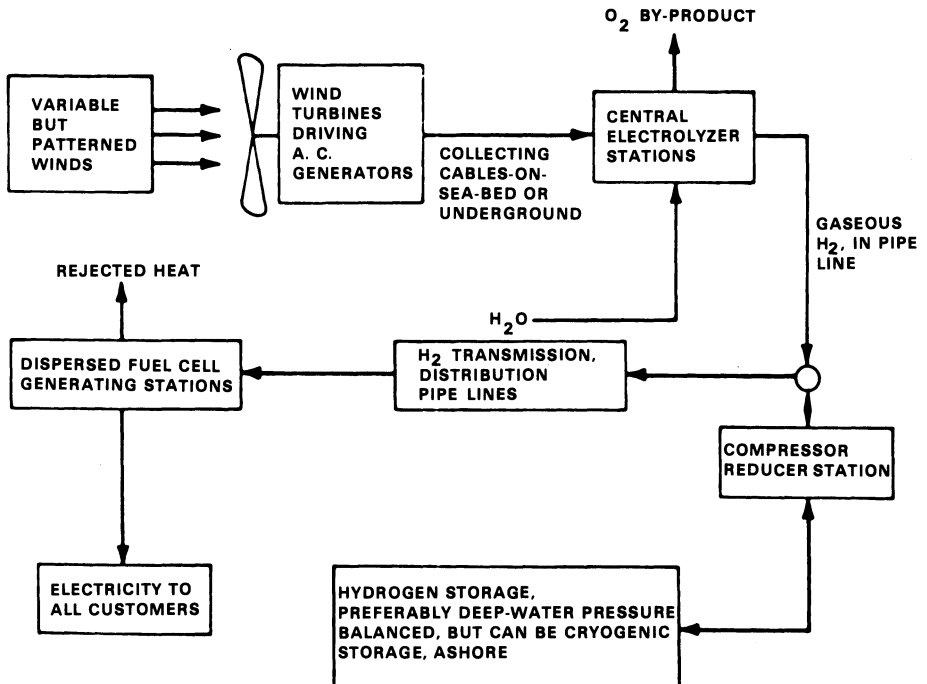 O2 BY-PRODUCT
VARIABLE
BUT
PATTERNED
WINDS
WIND
TURBINES
DRIVING
A. C.
GENERATORS
COLLECTING
CABLES-ON-
SEA-BED OR
UNDERGROUND
CENTRAL
ELECTROLYZER
STATIONS
GASEOUS
H2, IN PIPE
LINE
REJECTED HEAT
H2O
DISPERSED FUEL CELL
GENERATING STATIONS
H2 TRANSMISSION,
DISTRIBUTION
PIPE LINES
COMPRESSOR
REDUCER STATION
ELECTRICITY TO
ALL CUSTOMERS
HYDROGEN STORAGE,
PREFERABLY DEEP-WATER PRESSURE
BALANCED, BUT CAN BE CRYOGENIC
STORAGE, ASHORE